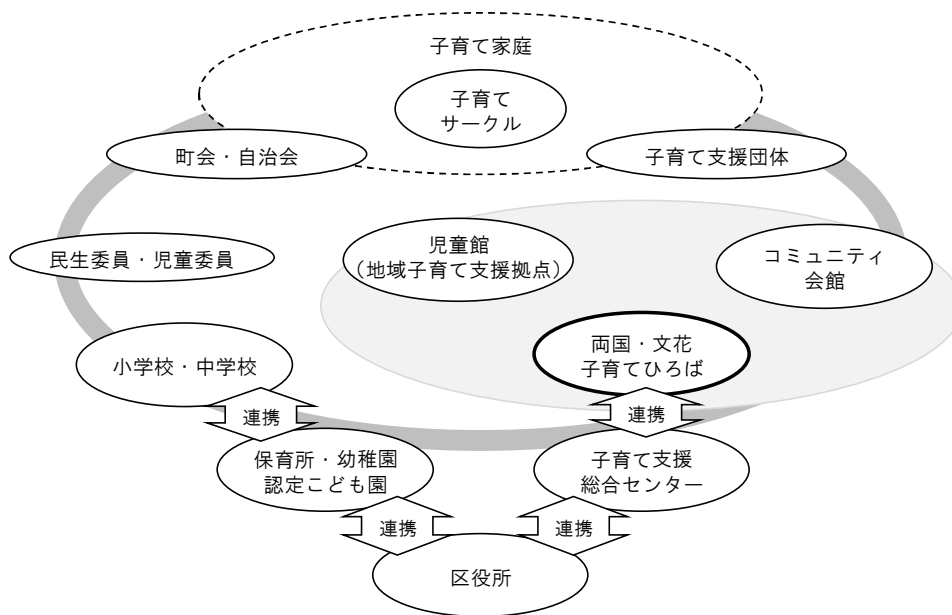 子育て家庭
子育て
サークル
町会・自治会
子育て支援団体
民生委員・児童委員
児童館
（地域子育て支援拠点）
コミュニティ
会館
小学校・中学校
両国・文花
子育てひろば
連携
連携
保育所・幼稚園
認定こども園
子育て支援
総合センター
連携
連携
区役所